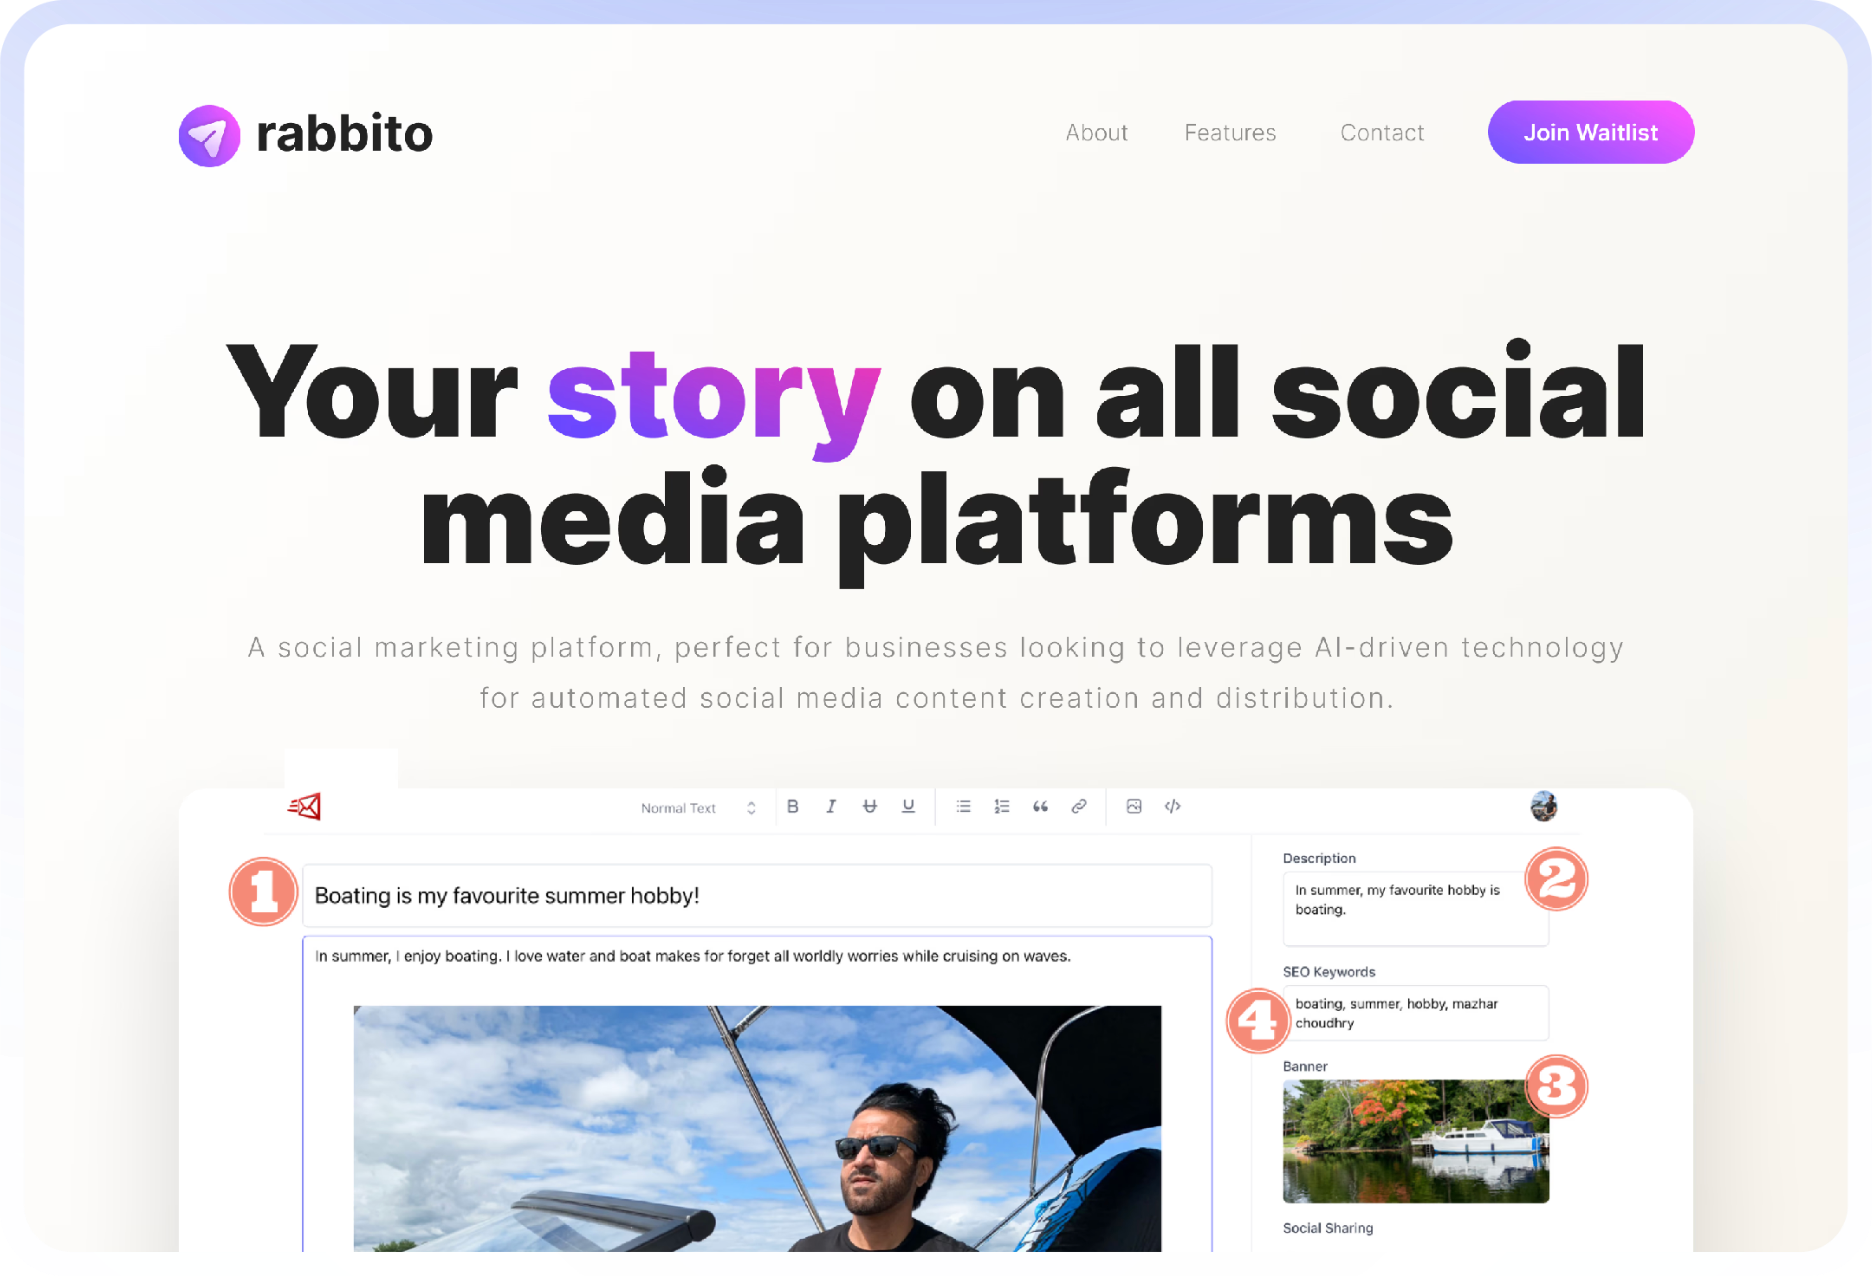 rabbito
About Features Contact Join Waitlist
Your story on all social
media platforms
A social marketing platform, perfect for businesses looking to leverage AI-driven technology
for automated social media content creation and distribution.
Normal Text B I U U
1
Boating is my favourite summer hobby!
In summer, I enjoy boating. I love water and boat makes for forget all worldly worries while cruising on waves.
Description
2
In summer, my favourite hobby is
boating.
SEO Keywords
4
boating, summer, hobby, mazhar
choudhry
Banner
3
Social Sharing